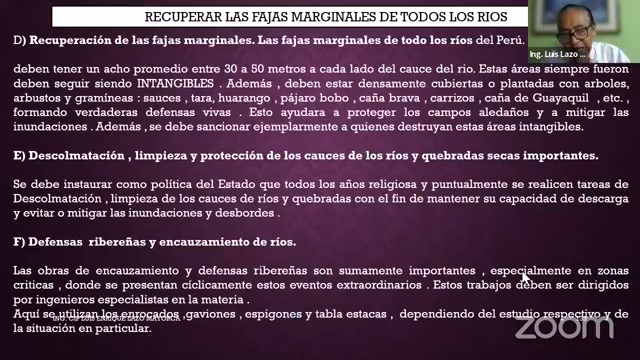 RECUPERAR LAS FAJAS MARGINALES DE TODOS LOS RIOS
Ing. Luis Lazo ...
D) Recuperación de las fajas marginales. Las fajas marginales de todo los ríos del Perú.
deben tener un acho promedio entre 30 a 50 metros a cada lado del cauce del rio. Estas áreas siempre fueron
deben seguir siendo INTANGIBLES . Además , deben estar densamente cubiertas o plantadas con arboles,
arbustos y gramíneas : sauces , tara, huarango , pájaro bobo , caña brava , carrizos , caña de Guayaquil , etc. ,
formando verdaderas defensas vivas . Esto ayudara a proteger los campos aledaños y a mitigar las
inundaciones . Además , se debe sancionar ejemplarmente a quienes destruyan estas áreas intangibles.
E) Descolmatación , limpieza y protección de los cauces de los ríos y quebradas secas importantes.
Se debe instaurar como política del Estado que todos los años religiosa y puntualmente se realicen tareas de
Descolmatación , limpieza de los cauces de ríos y quebradas con el fin de mantener su capacidad de descarga
y evitar o mitigar las inundaciones y desbordes .
F) Defensas ribereñas y encauzamiento de ríos.
Las obras de encauzamiento y defensas ribereñas son sumamente importantes , especialmente en zonas
criticas , donde se presentan cíclicamente estos eventos extraordinarios . Estos trabajos deben ser dirigidos
por ingenieros especialistas en la materia .
Aquí se utilizan los enrocados , gaviones , espigones y tabla estacas , dependiendo del estudio respectivo y de
ING. CIP LUIS ENRIQUE LAZO MAYORCA
la situación en particular.
zoom